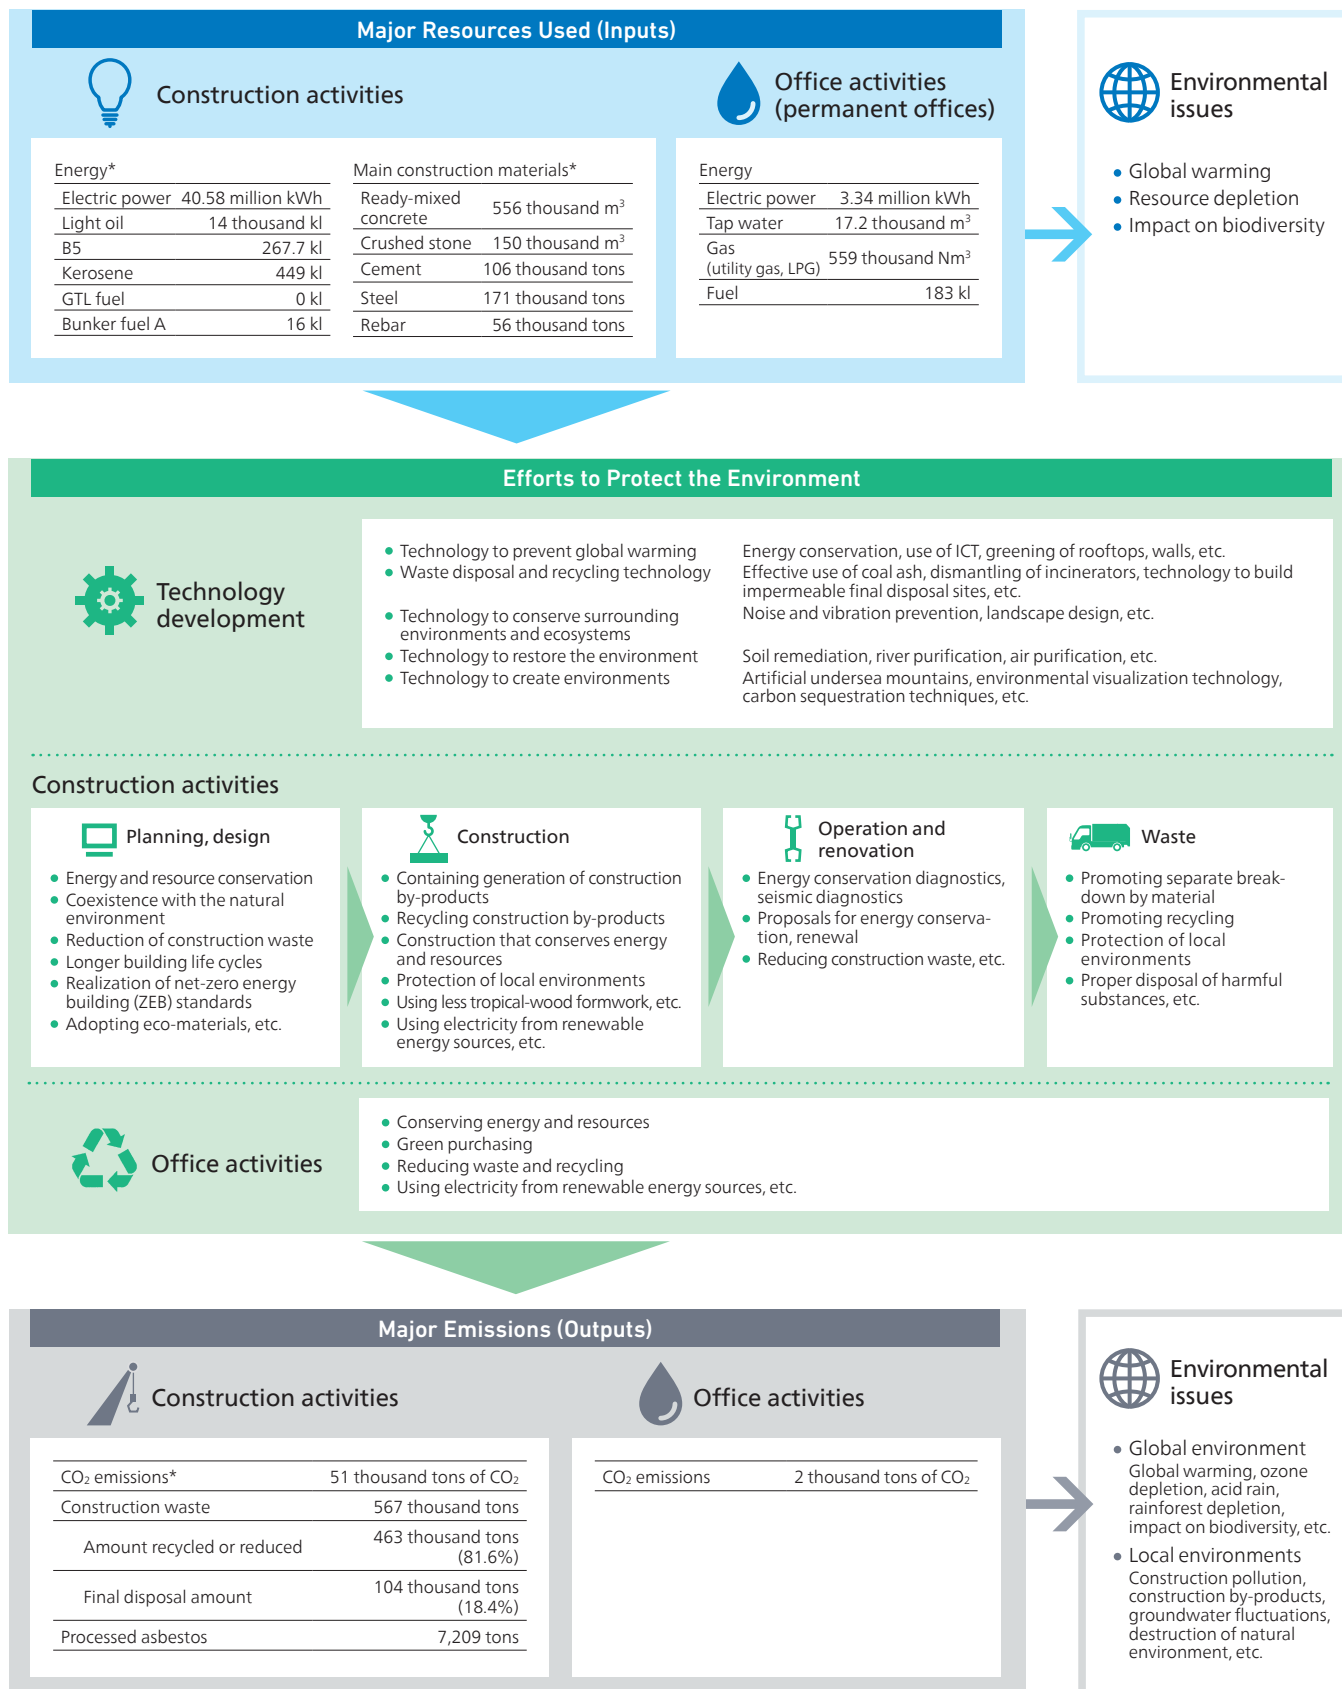 Major Resources Used (Inputs)
Construction activities
Energy*
Electric power 40.58 million kWh
Light oil 14 thousand kl
B5 267.7 kl
Kerosene 449 kl
GTL fuel 0 kl
Bunker fuel A 16 kl
Main construction materials*
Ready-mixed
concrete 556 thousand m³
Crushed stone 150 thousand m³
Cement 106 thousand tons
Steel 171 thousand tons
Rebar 56 thousand tons
Office activities
(permanent offices)
Energy
Electric power 3.34 million kWh
Tap water 17.2 thousand m³
Gas
(utility gas, LPG) 559 thousand Nm³
Fuel 183 kl
Environmental
issues
• Global warming
• Resource depletion
• Impact on biodiversity
Efforts to Protect the Environment
Technology
development
• Technology to prevent global warming Energy conservation, use of ICT, greening of rooftops, walls, etc.
• Waste disposal and recycling technology Effective use of coal ash, dismantling of incinerators, technology to build
impermeable final disposal sites, etc.
• Technology to conserve surrounding Noise and vibration prevention, landscape design, etc.
environments and ecosystems
• Technology to restore the environment Soil remediation, river purification, air purification, etc.
• Technology to create environments Artificial undersea mountains, environmental visualization technology,
carbon sequestration techniques, etc.
Construction activities
Planning, design
• Energy and resource conservation
• Coexistence with the natural
environment
• Reduction of construction waste
• Longer building life cycles
• Realization of net-zero energy
building (ZEB) standards
• Adopting eco-materials, etc.
Construction
• Containing generation of construction
by-products
• Recycling construction by-products
• Construction that conserves energy
and resources
• Protection of local environments
• Using less tropical-wood formwork, etc.
• Using electricity from renewable
energy sources, etc.
Operation and
renovation
• Energy conservation diagnostics,
seismic diagnostics
• Proposals for energy conserva-
tion, renewal
• Reducing construction waste, etc.
Waste
• Promoting separate break-
down by material
• Promoting recycling
• Protection of local
environments
• Proper disposal of harmful
substances, etc.
Office activities
• Conserving energy and resources
• Green purchasing
• Reducing waste and recycling
• Using electricity from renewable energy sources, etc.
Major Emissions (Outputs)
Construction activities
CO₂ emissions* 51 thousand tons of CO₂
Construction waste 567 thousand tons
Amount recycled or reduced 463 thousand tons
(81.6%)
Final disposal amount 104 thousand tons
(18.4%)
Processed asbestos 7,209 tons
Office activities
CO₂ emissions 2 thousand tons of CO₂
Environmental
issues
• Global environment
Global warming, ozone
depletion, acid rain,
rainforest depletion,
impact on biodiversity, etc.
• Local environments
Construction pollution,
construction by-products,
groundwater fluctuations,
destruction of natural
environment, etc.